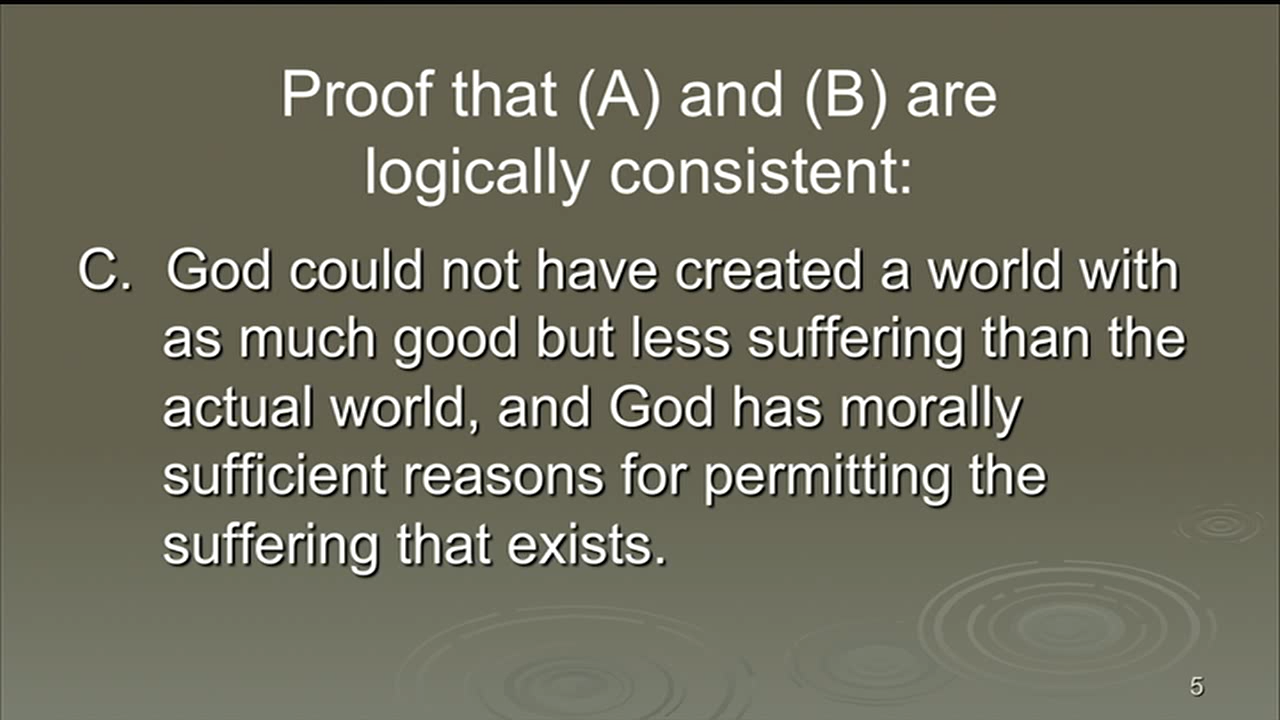 Proof that (A) and (B) are
logically consistent:
C. God could not have created a world with
as much good but less suffering than the
actual world, and God has morally
sufficient reasons for permitting the
suffering that exists.
5